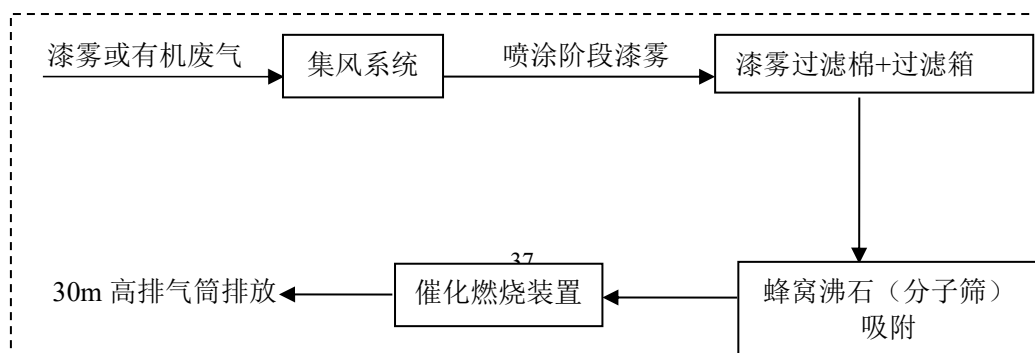 漆雾或有机废气
集风系统
喷涂阶段漆雾
漆雾过滤棉+过滤箱
37
30m 高排气筒排放
催化燃烧装置
蜂窝沸石（分子筛）
吸附